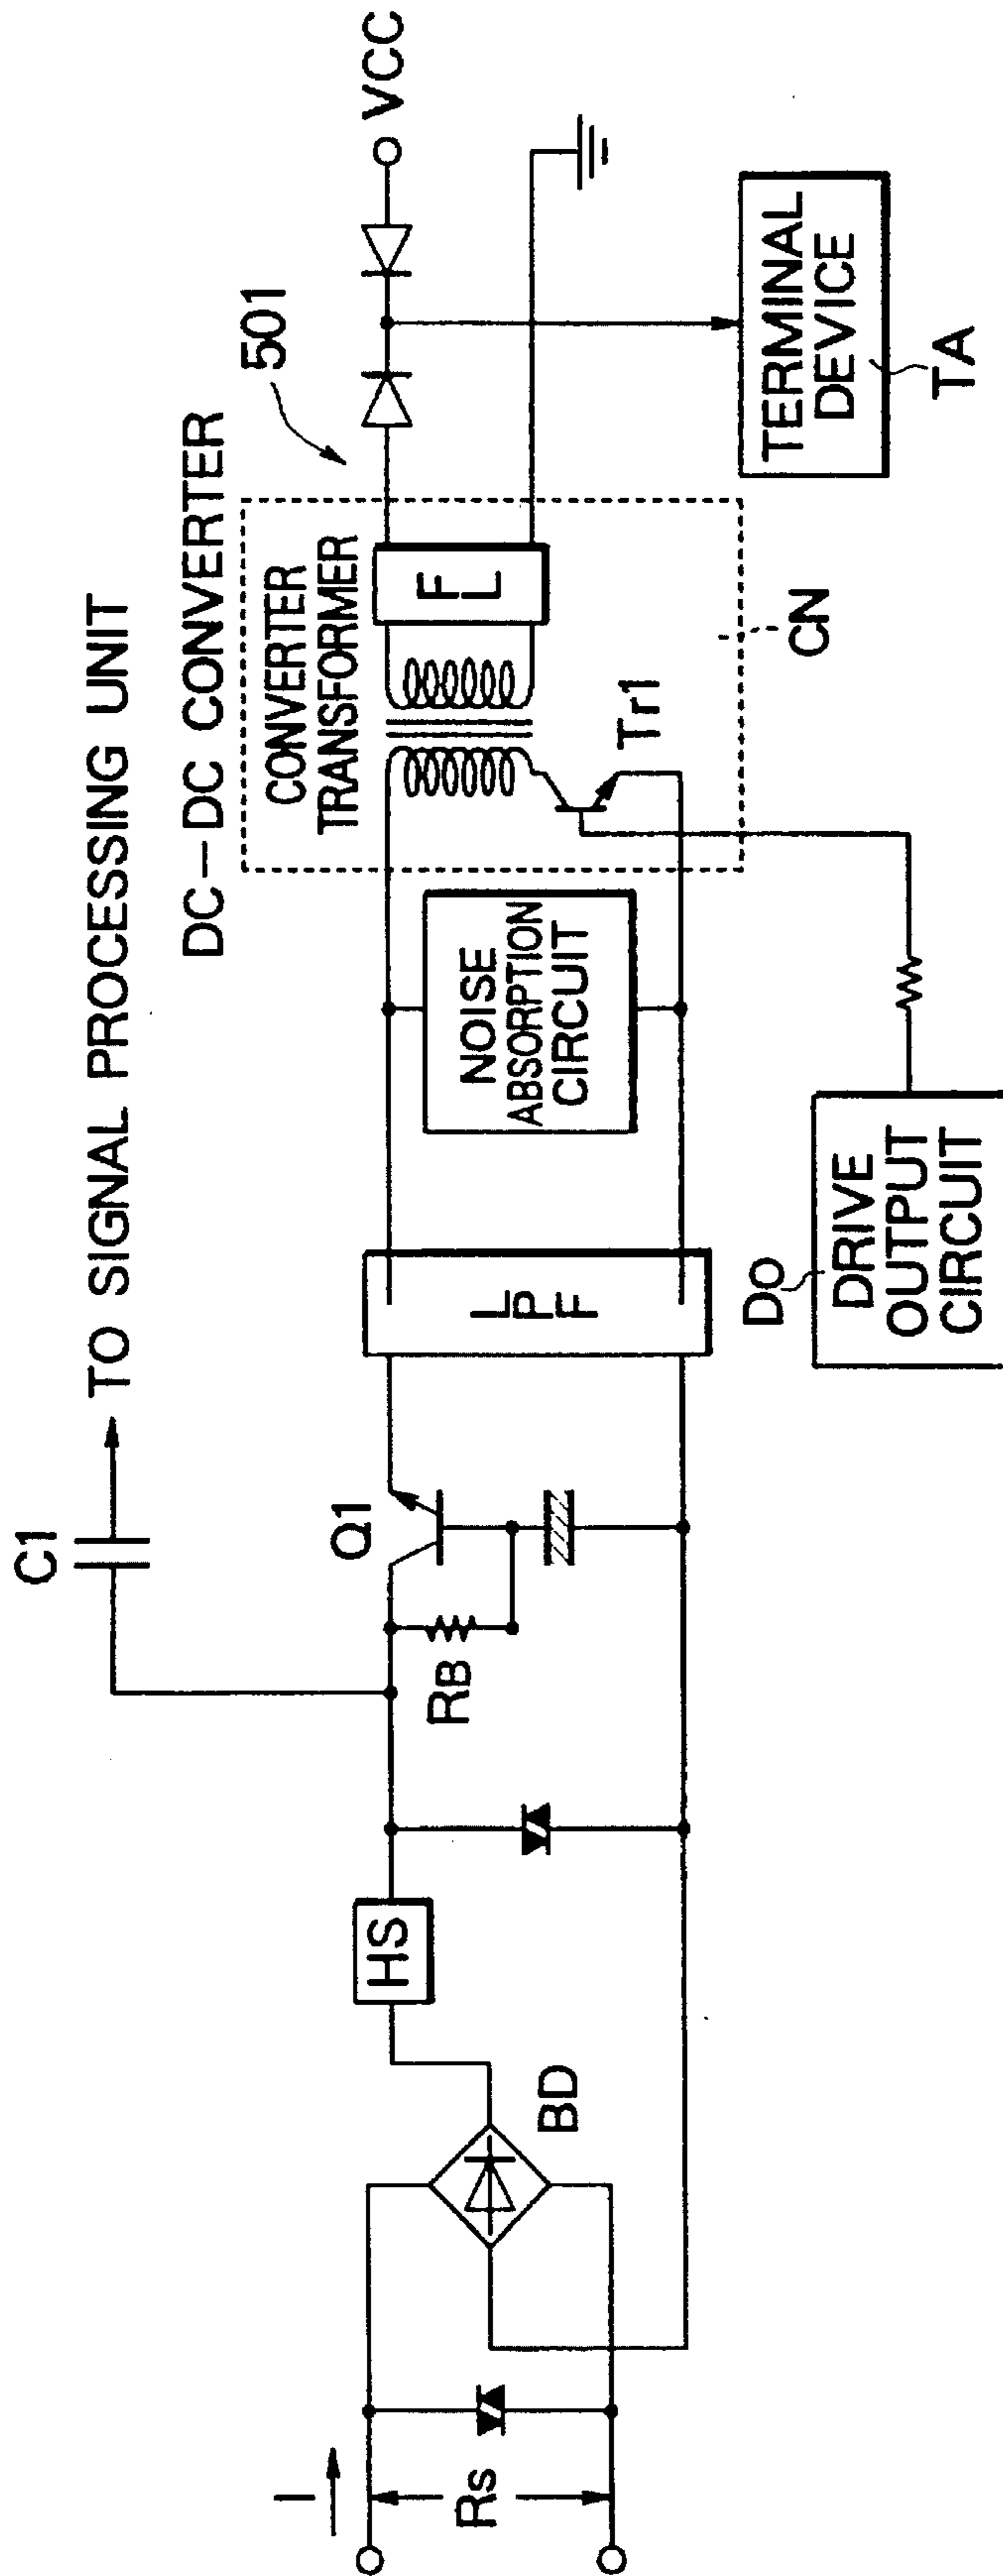 C1
TO SIGNAL PROCESSING UNIT
DC-DC CONVERTER
501
VCC
CONVERTER
TRANSFORMER
I
Rs
BD
HS
RB
Q1
LPF
NOISE
ABSORPTION
CIRCUIT
Tr1
FL
CN
DO
DRIVE
OUTPUT
CIRCUIT
TERMINAL
DEVICE
TA